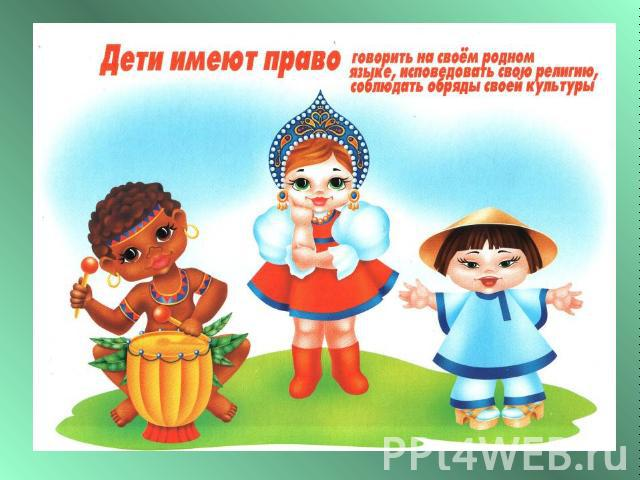 Дети имеют право говорить на своём родном
языке, исповедовать свою религию,
соблюдать обряды своей культуры
PPt4WEB.ru